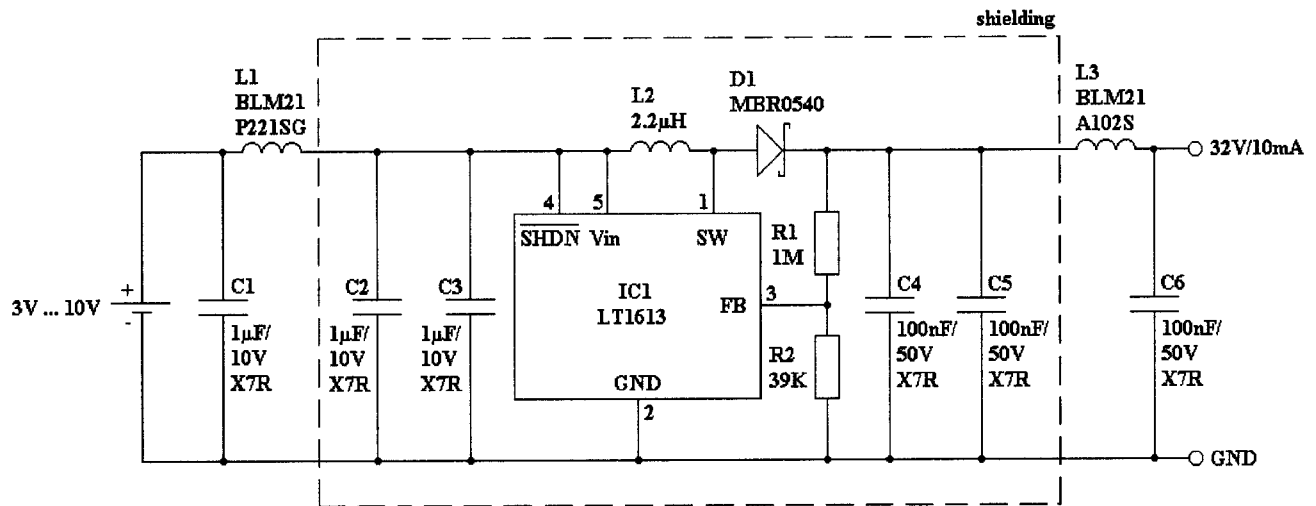 shielding
L1
BLM21
P221SG
L2
2.2µH
D1
MBR0540
L3
BLM21
A102S
32V/10mA
4
5
1
SHDN
Vin
SW
R1
1M
3V ... 10V
+
-
C1
1µF/
10V
X7R
C2
1µF/
10V
X7R
C3
1µF/
10V
X7R
IC1
LT1613
FB
3
GND
2
R2
39K
C4
100nF/
50V
X7R
C5
100nF/
50V
X7R
C6
100nF/
50V
X7R
GND